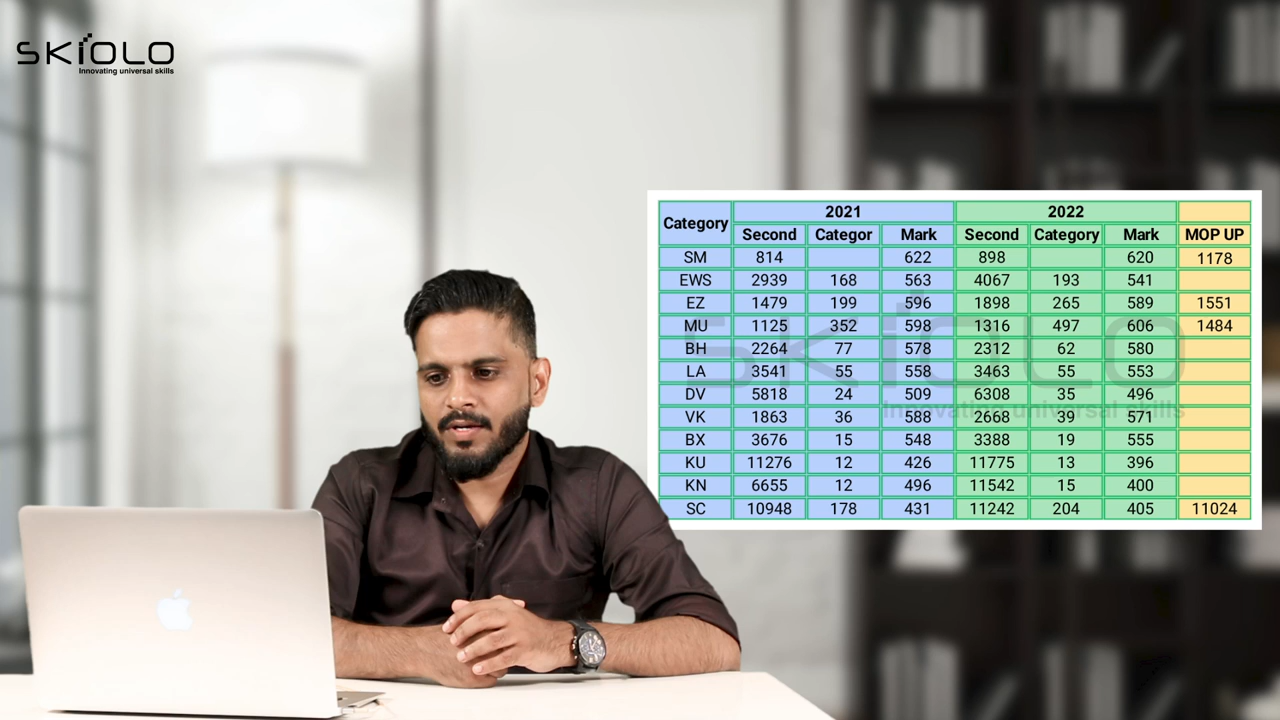 SKiOLO
Innovating universal skills
Category 2021 2022
Second Categor Mark Second Category Mark MOP UP
SM 814 622 898 620 1178
EWS 2939 168 563 4067 193 541
EZ 1479 199 596 1898 265 589 1551
MU 1125 352 598 1316 497 606 1484
BH 2264 77 578 2312 62 580
LA 3541 55 558 3463 55 553
DV 5818 24 509 6308 35 496
VK 1863 36 588 2668 39 571
BX 3676 15 548 3388 19 555
KU 11276 12 426 11775 13 396
KN 6655 12 496 11542 15 400
SC 10948 178 431 11242 204 405 11024
SKiOLO
Innovating universal skills